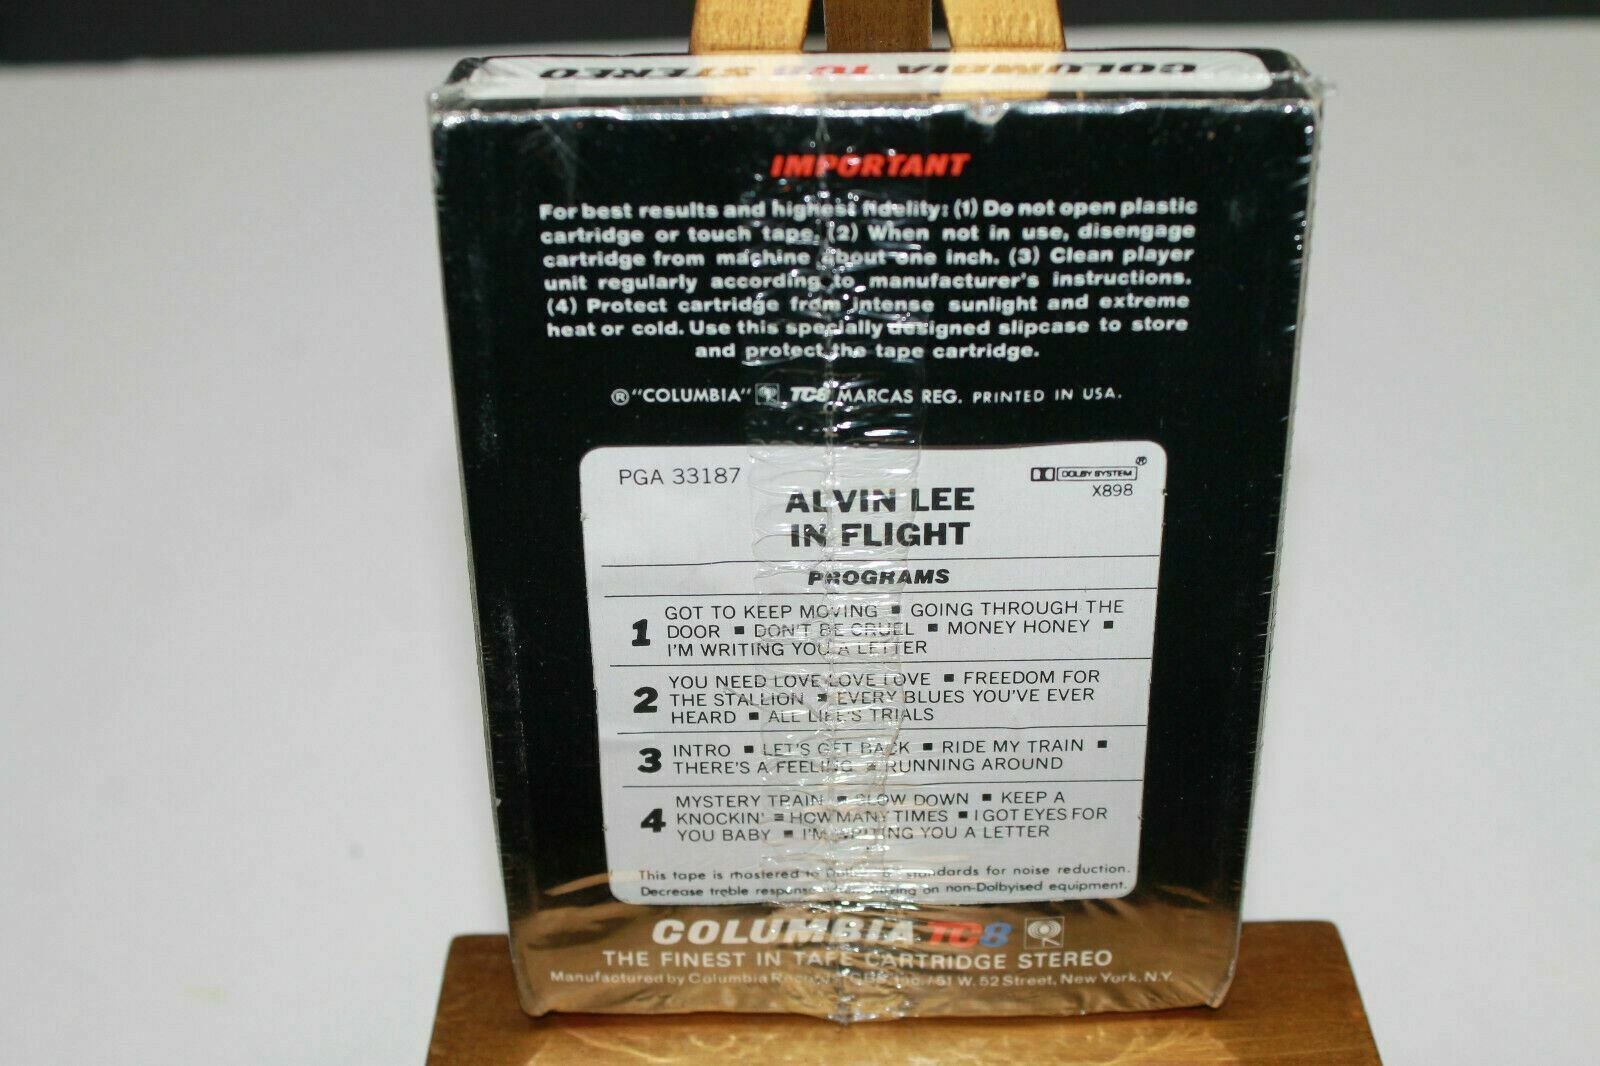 COLUMBIA TC8 STEREO
IMPORTANT
For best results and highest fidelity: (1) Do not open plastic
cartridge or touch tape. (2) When not in use, disengage
cartridge from machine about one inch. (3) Clean player
unit regularly according to manufacturer's instructions.
(4) Protect cartridge from intense sunlight and extreme
heat or cold. Use this specially designed slipcase to store
and protect the tape cartridge.
® "COLUMBIA" TC8 MARCAS REG. PRINTED IN USA.
PGA 33187
DOLBY SYSTEM ®
X898
ALVIN LEE
IN FLIGHT
PROGRAMS
1 GOT TO KEEP MOVING ▪ GOING THROUGH THE
DOOR ▪ DON'T BE CRUEL ▪ MONEY HONEY ▪
I'M WRITING YOU A LETTER
2 YOU NEED LOVE LOVE LOVE ▪ FREEDOM FOR
THE STALLION ▪ EVERY BLUES YOU'VE EVER
HEARD ▪ ALL LIFE'S TRIALS
3 INTRO ▪ LET'S GET BACK ▪ RIDE MY TRAIN ▪
THERE'S A FEELING ▪ RUNNING AROUND
4 MYSTERY TRAIN ▪ SLOW DOWN ▪ KEEP A
KNOCKIN' ▪ HOW MANY TIMES ▪ I GOT EYES FOR
YOU BABY ▪ I'M WRITING YOU A LETTER
This tape is mastered to standards for noise reduction.
Decrease treble response on non-Dolbyised equipment.
COLUMBIA TC8
THE FINEST IN TAPE CARTRIDGE STEREO
Manufactured by Columbia Inc./51 W. 52 Street, New York, N.Y.